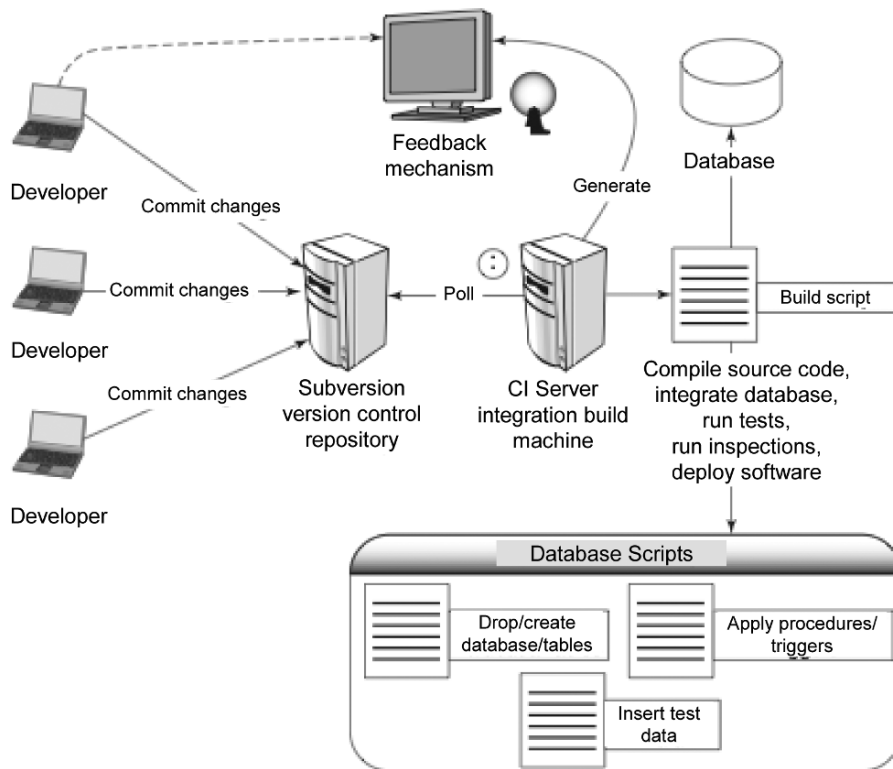 Feedback
mechanism
Developer
Commit changes
Generate
Database
Developer
Commit changes
Poll
:
Build script
Developer
Commit changes
Subversion
version control
repository
CI Server
integration build
machine
Compile source code,
integrate database,
run tests,
run inspections,
deploy software
Database Scripts
Drop/create
database/tables
Apply procedures/
triggers
Insert test
data